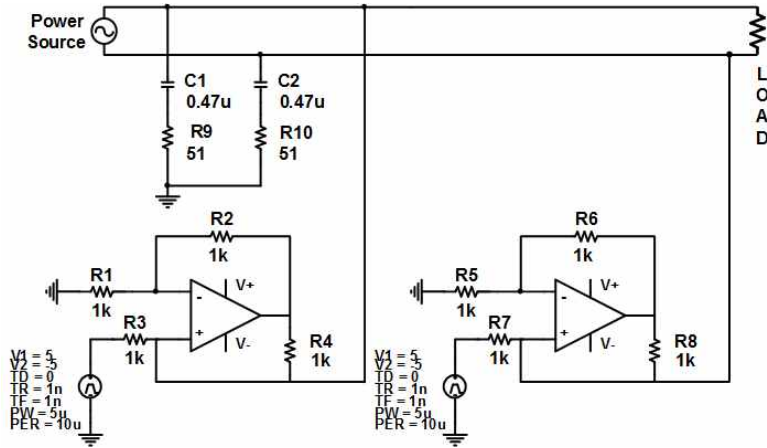 Power
Source
C1
0.47u
C2
0.47u
R9
51
R10
51
L
O
A
D
R2
1k
R1
1k
V+
-
+
V-
R3
1k
R4
1k
V1 = 5
V2 = -5
TD = 0
TR = 1n
TF = 1n
PW = 5u
PER = 10u
R6
1k
R5
1k
V+
-
+
V-
R7
1k
R8
1k
V1 = 5
V2 = -5
TD = 0
TR = 1n
TF = 1n
PW = 5u
PER = 10u